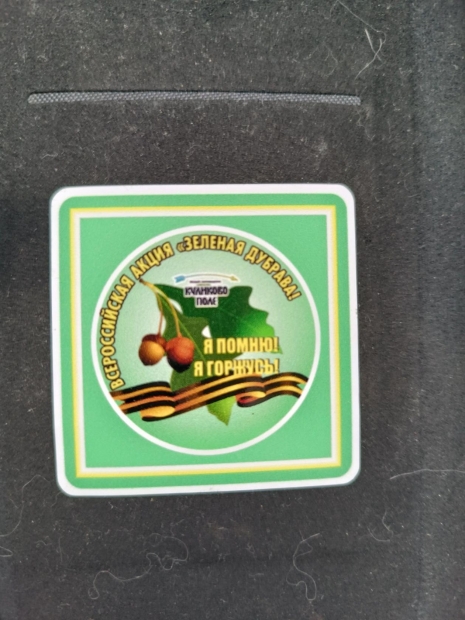 ВСЕРОССИЙСКАЯ АКЦИЯ «ЗЕЛЕНАЯ ДУБРАВА!
КУЛИКОВО
ПОЛЕ
Я ПОМНЮ!
Я ГОРЖУСЬ!